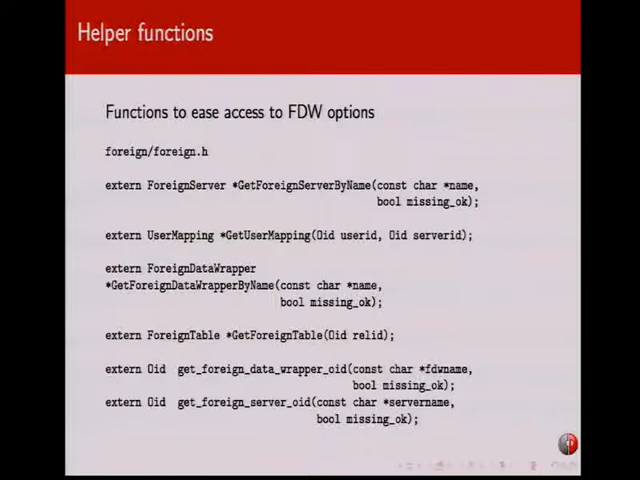 Helper functions
Functions to ease access to FDW options
foreign/foreign.h
extern ForeignServer *GetForeignServerByName(const char *name,
bool missing_ok);
extern UserMapping *GetUserMapping(Oid userid, Oid serverid);
extern ForeignDataWrapper
*GetForeignDataWrapperByName(const char *name,
bool missing_ok);
extern ForeignTable *GetForeignTable(Oid relid);
extern Oid get_foreign_data_wrapper_oid(const char *fdwname,
bool missing_ok);
extern Oid get_foreign_server_oid(const char *servername,
bool missing_ok);